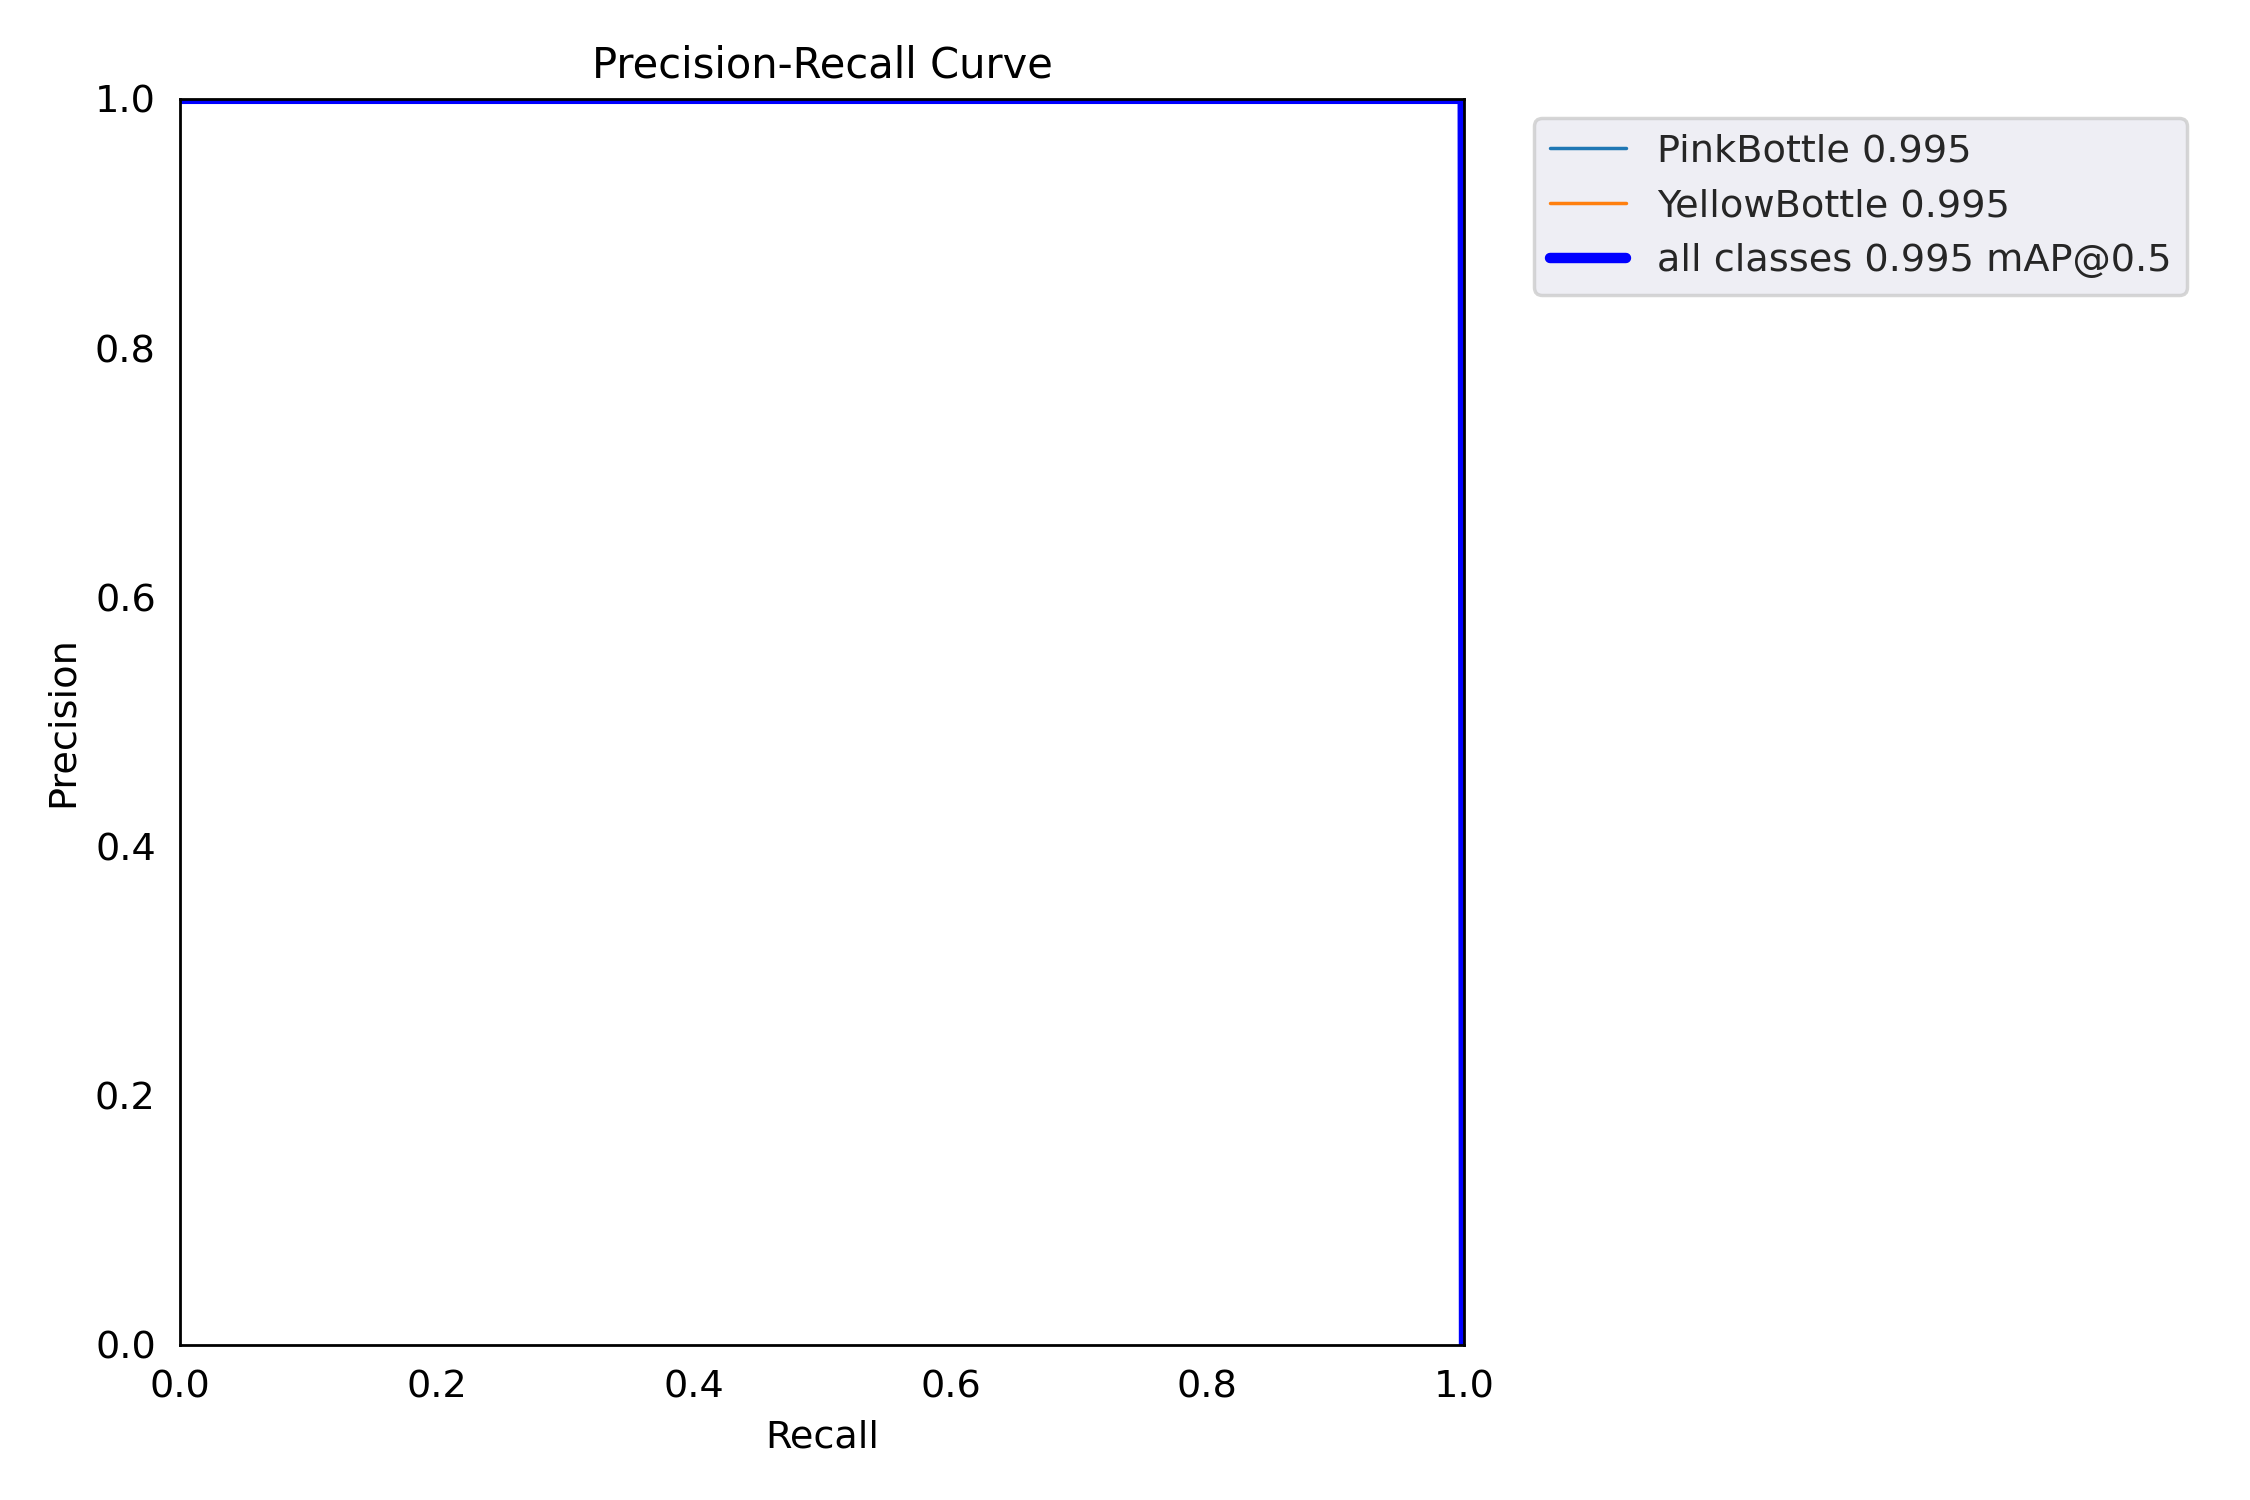 Precision-Recall Curve
1.0
0.8
0.6
0.4
0.2
0.0
Precision
0.0 0.2 0.4 0.6 0.8 1.0
Recall
PinkBottle 0.995
YellowBottle 0.995
all classes 0.995 mAP@0.5